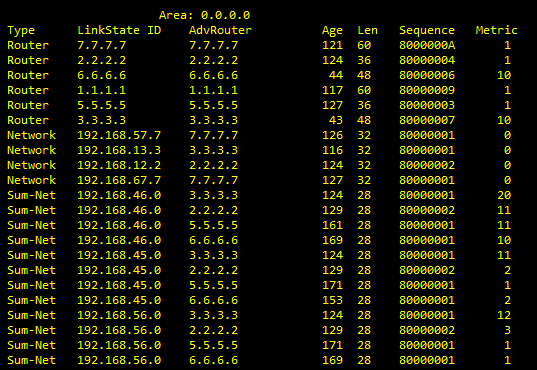 Area: 0.0.0.0
Type LinkState ID AdvRouter Age Len Sequence Metric
Router 7.7.7.7 7.7.7.7 121 60 8000000A 1
Router 2.2.2.2 2.2.2.2 124 36 80000004 1
Router 6.6.6.6 6.6.6.6 44 48 80000006 10
Router 1.1.1.1 1.1.1.1 117 60 80000009 1
Router 5.5.5.5 5.5.5.5 127 36 80000003 1
Router 3.3.3.3 3.3.3.3 43 48 80000007 10
Network 192.168.57.7 7.7.7.7 126 32 80000001 0
Network 192.168.13.3 3.3.3.3 116 32 80000001 0
Network 192.168.12.2 2.2.2.2 124 32 80000002 0
Network 192.168.67.7 7.7.7.7 127 32 80000001 0
Sum-Net 192.168.46.0 3.3.3.3 124 28 80000001 20
Sum-Net 192.168.46.0 2.2.2.2 129 28 80000002 11
Sum-Net 192.168.46.0 5.5.5.5 161 28 80000001 11
Sum-Net 192.168.46.0 6.6.6.6 169 28 80000001 10
Sum-Net 192.168.45.0 3.3.3.3 124 28 80000001 11
Sum-Net 192.168.45.0 2.2.2.2 129 28 80000002 2
Sum-Net 192.168.45.0 5.5.5.5 171 28 80000001 1
Sum-Net 192.168.45.0 6.6.6.6 153 28 80000001 2
Sum-Net 192.168.56.0 3.3.3.3 124 28 80000001 12
Sum-Net 192.168.56.0 2.2.2.2 129 28 80000002 3
Sum-Net 192.168.56.0 5.5.5.5 171 28 80000001 1
Sum-Net 192.168.56.0 6.6.6.6 169 28 80000001 1